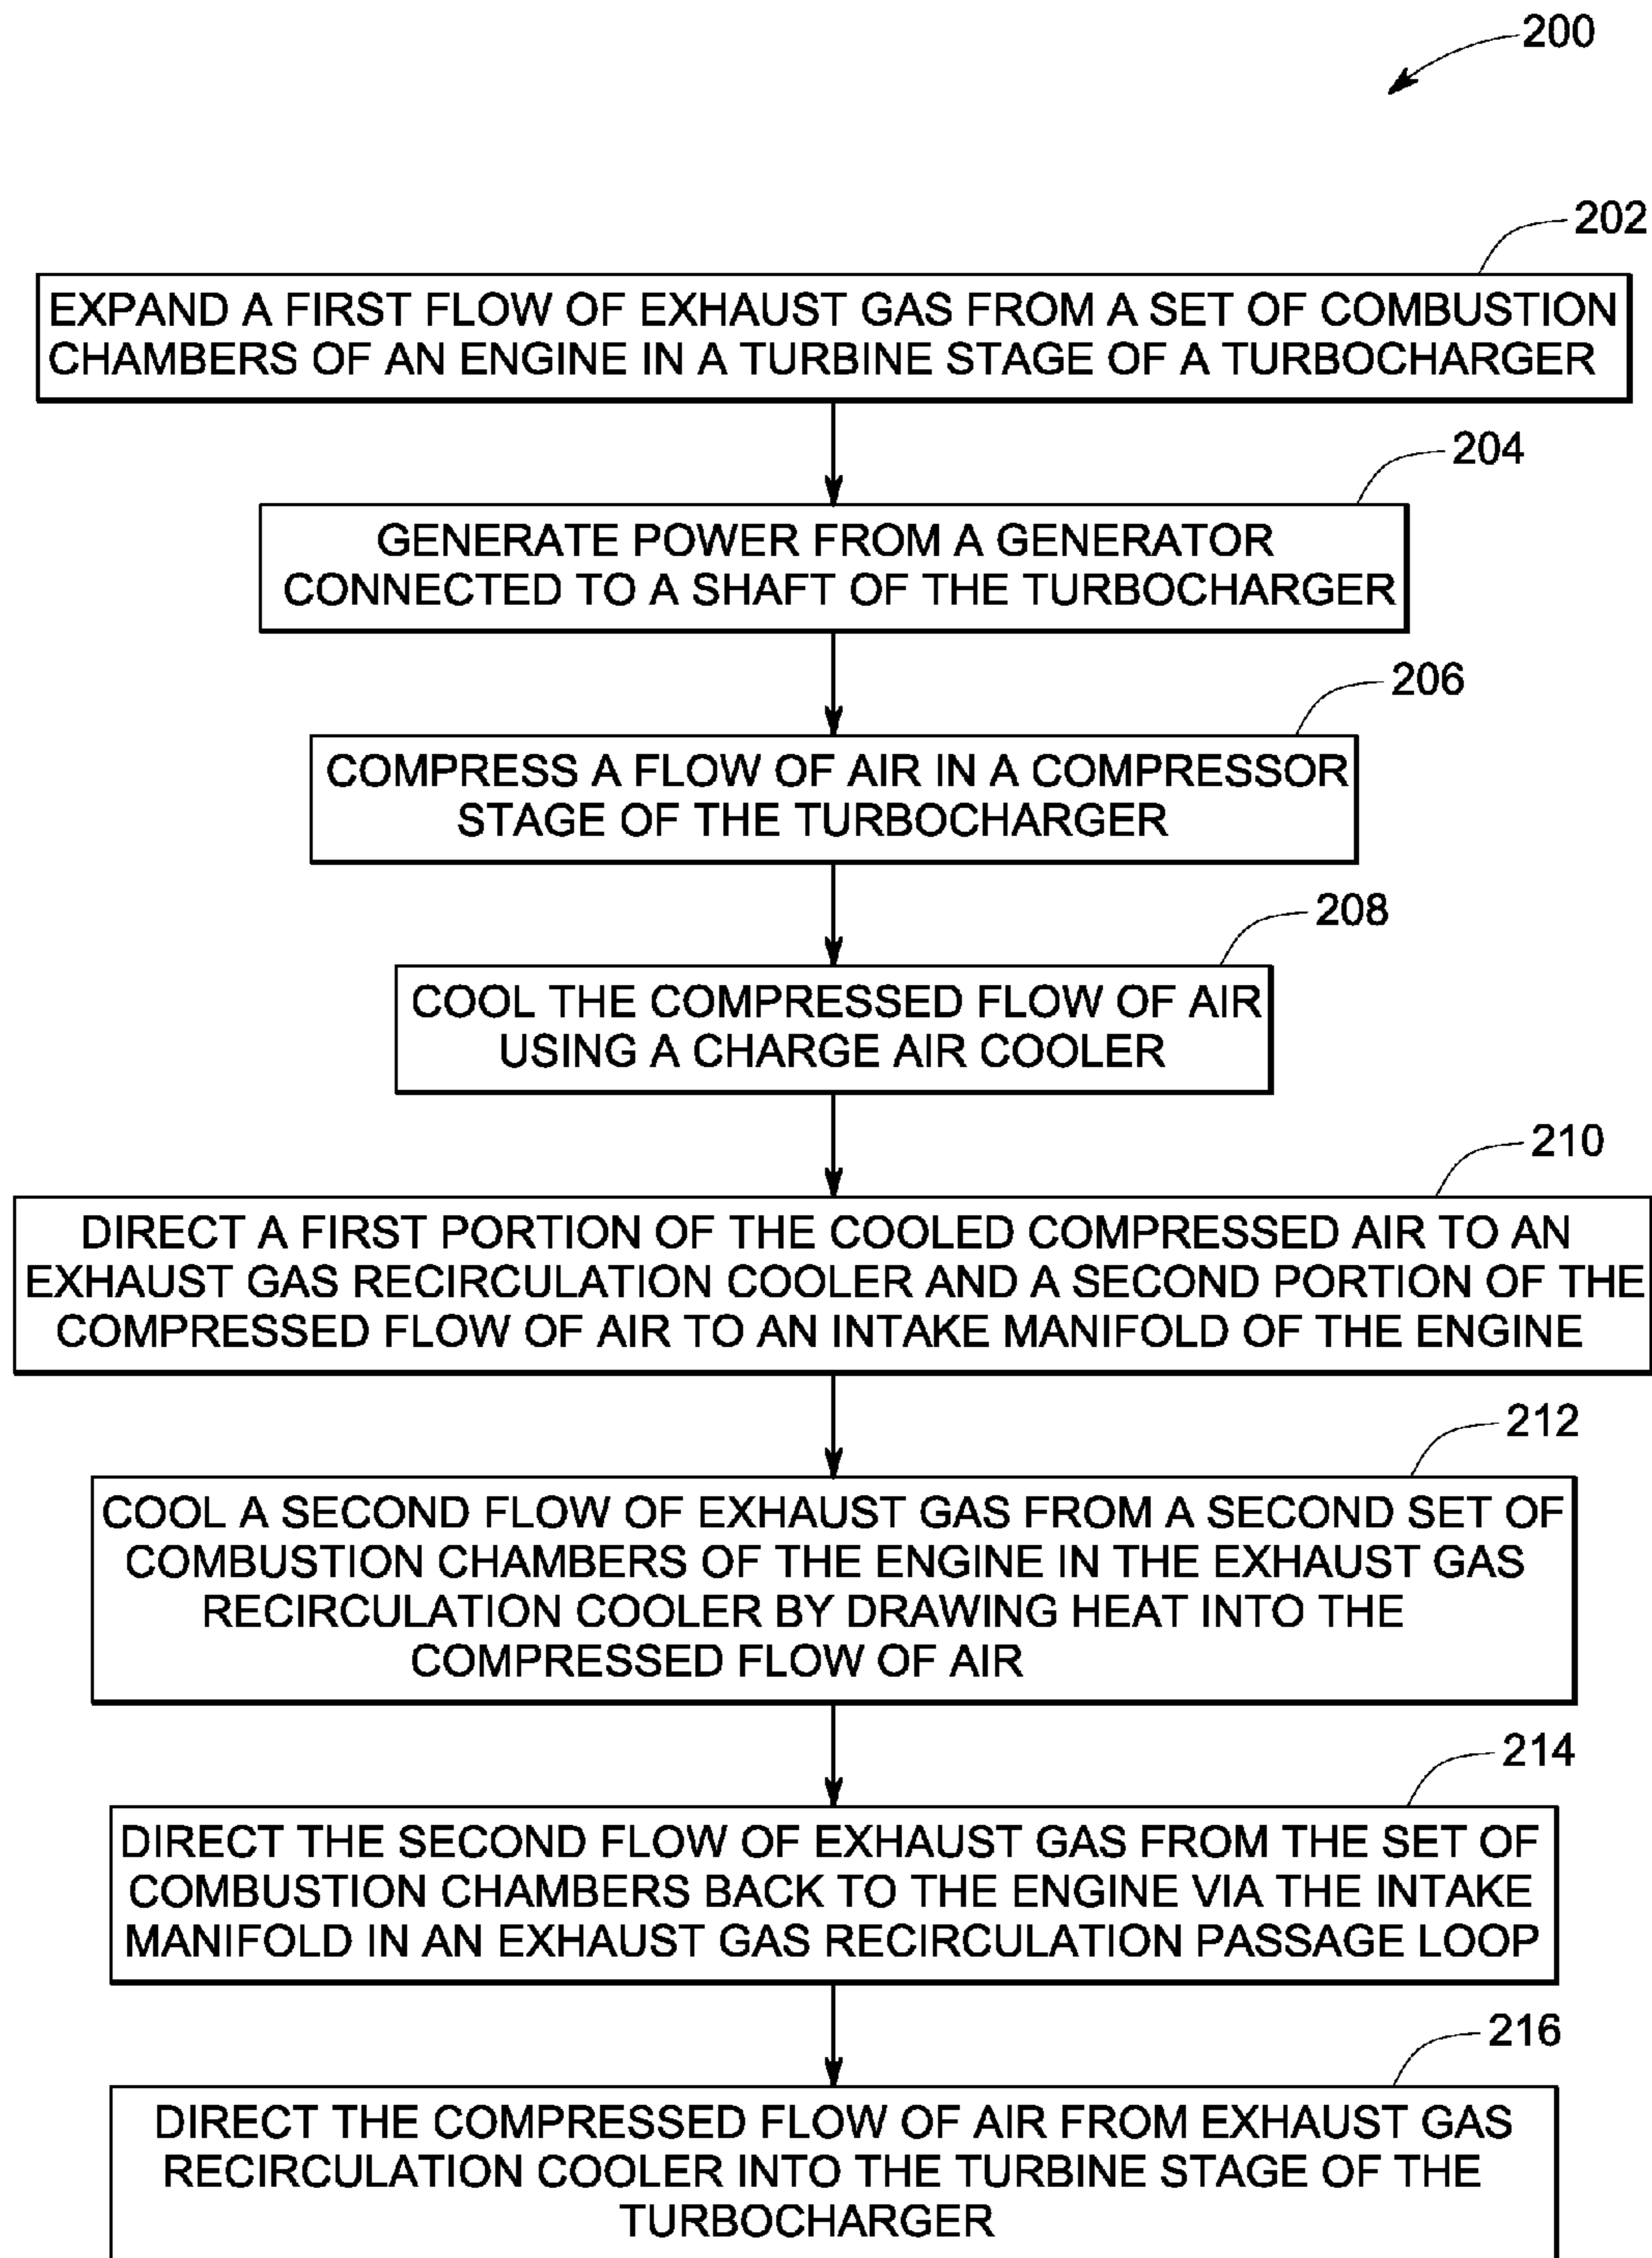 200
202
EXPAND A FIRST FLOW OF EXHAUST GAS FROM A SET OF COMBUSTION
CHAMBERS OF AN ENGINE IN A TURBINE STAGE OF A TURBOCHARGER
204
GENERATE POWER FROM A GENERATOR
CONNECTED TO A SHAFT OF THE TURBOCHARGER
206
COMPRESS A FLOW OF AIR IN A COMPRESSOR
STAGE OF THE TURBOCHARGER
208
COOL THE COMPRESSED FLOW OF AIR
USING A CHARGE AIR COOLER
210
DIRECT A FIRST PORTION OF THE COOLED COMPRESSED AIR TO AN
EXHAUST GAS RECIRCULATION COOLER AND A SECOND PORTION OF THE
COMPRESSED FLOW OF AIR TO AN INTAKE MANIFOLD OF THE ENGINE
212
COOL A SECOND FLOW OF EXHAUST GAS FROM A SECOND SET OF
COMBUSTION CHAMBERS OF THE ENGINE IN THE EXHAUST GAS
RECIRCULATION COOLER BY DRAWING HEAT INTO THE
COMPRESSED FLOW OF AIR
214
DIRECT THE SECOND FLOW OF EXHAUST GAS FROM THE SET OF
COMBUSTION CHAMBERS BACK TO THE ENGINE VIA THE INTAKE
MANIFOLD IN AN EXHAUST GAS RECIRCULATION PASSAGE LOOP
216
DIRECT THE COMPRESSED FLOW OF AIR FROM EXHAUST GAS
RECIRCULATION COOLER INTO THE TURBINE STAGE OF THE
TURBOCHARGER